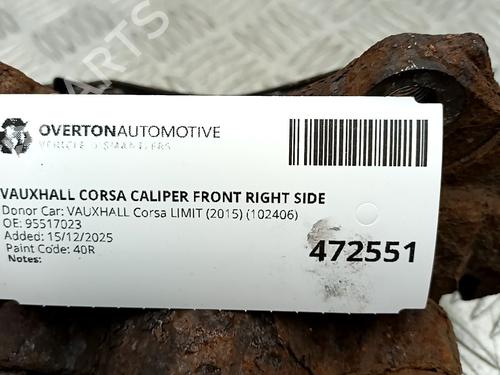 OVERTONAUTOMOTIVE
VEHICLE DISMANTLERS
VAUXHALL CORSA CALIPER FRONT RIGHT SIDE
Donor Car: VAUXHALL Corsa LIMIT (2015) (102406)
OE: 95517023
Added: 15/12/2025
Paint Code: 40R
Notes:
472551